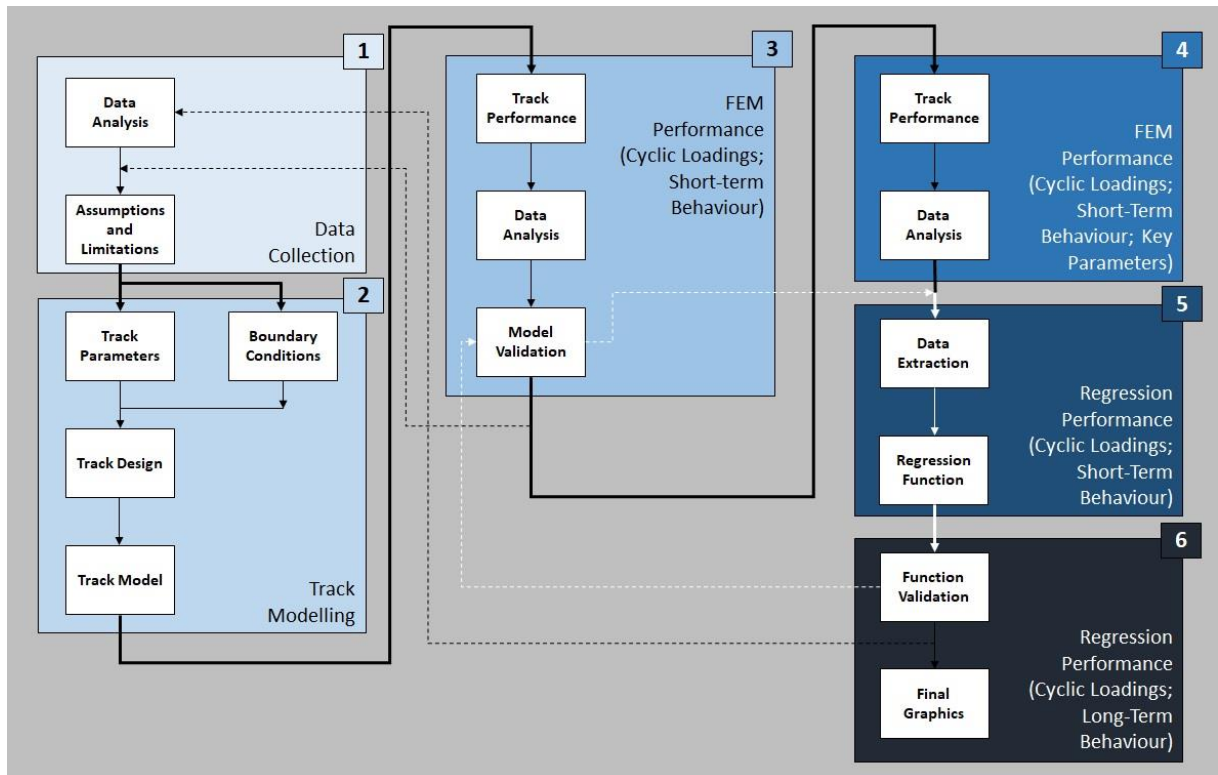 1
Data
Analysis
Assumptions
and
Limitations
Data
Collection
2
Track
Parameters
Boundary
Conditions
Track Design
Track Model
Track
Modelling
3
Track
Performance
Data
Analysis
Model
Validation
FEM
Performance
(Cyclic Loadings;
Short-term
Behaviour)
4
Track
Performance
Data
Analysis
FEM
Performance
(Cyclic Loadings;
Short-Term
Behaviour; Key
Parameters)
5
Data
Extraction
Regression
Function
Regression
Performance
(Cyclic Loadings;
Short-Term
Behaviour)
6
Function
Validation
Final
Graphics
Regression
Performance
(Cyclic Loadings;
Long-Term
Behaviour)